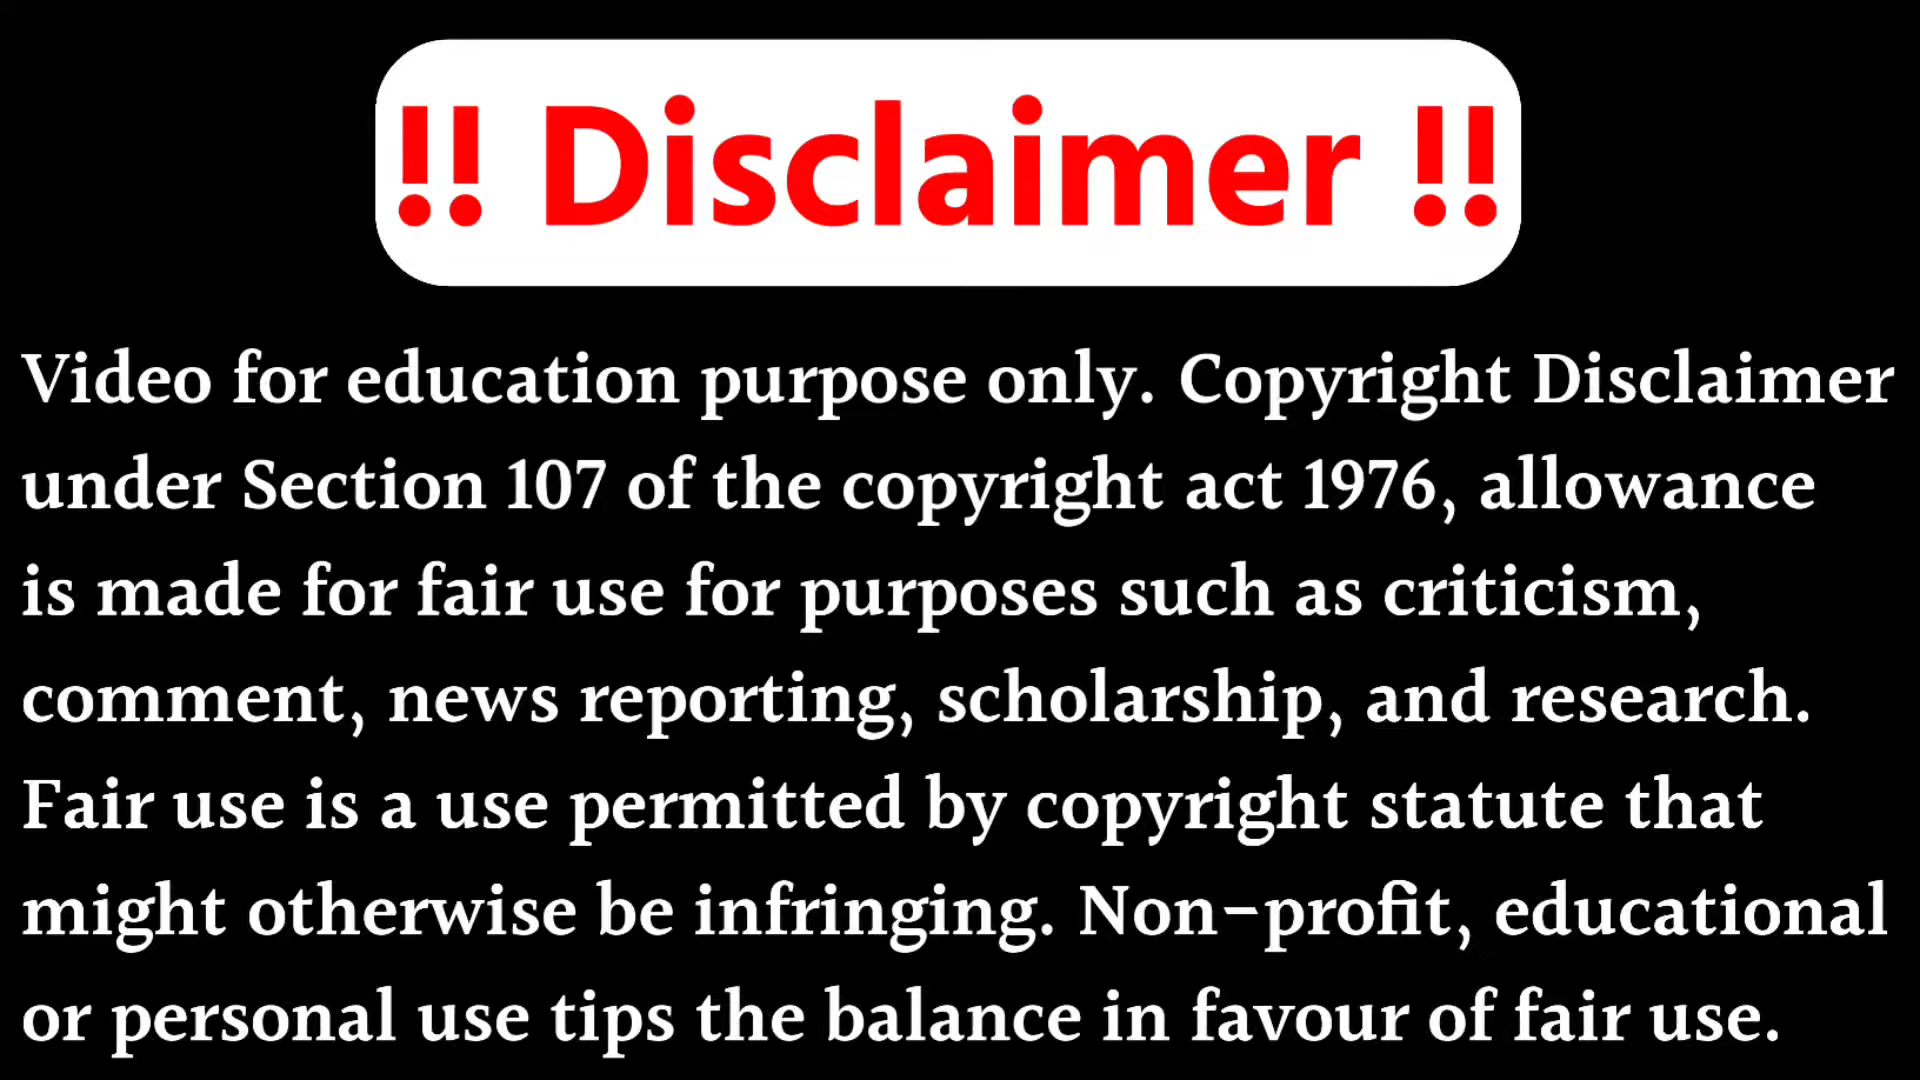 !! Disclaimer !!
Video for education purpose only. Copyright Disclaimer
under Section 107 of the copyright act 1976, allowance
is made for fair use for purposes such as criticism,
comment, news reporting, scholarship, and research.
Fair use is a use permitted by copyright statute that
might otherwise be infringing. Non-profit, educational
or personal use tips the balance in favour of fair use.